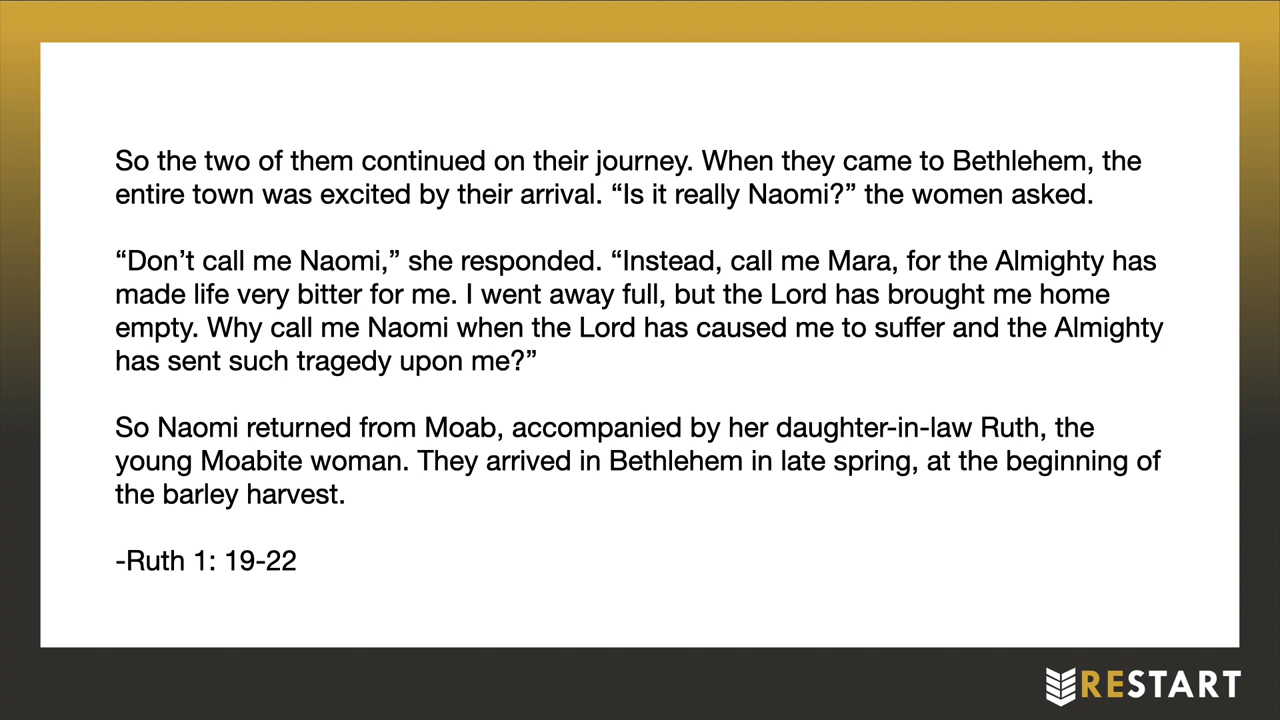 So the two of them continued on their journey. When they came to Bethlehem, the
entire town was excited by their arrival. “Is it really Naomi?” the women asked.
“Don’t call me Naomi,” she responded. “Instead, call me Mara, for the Almighty has
made life very bitter for me. I went away full, but the Lord has brought me home
empty. Why call me Naomi when the Lord has caused me to suffer and the Almighty
has sent such tragedy upon me?”
So Naomi returned from Moab, accompanied by her daughter-in-law Ruth, the
young Moabite woman. They arrived in Bethlehem in late spring, at the beginning of
the barley harvest.
-Ruth 1: 19-22
RESTART